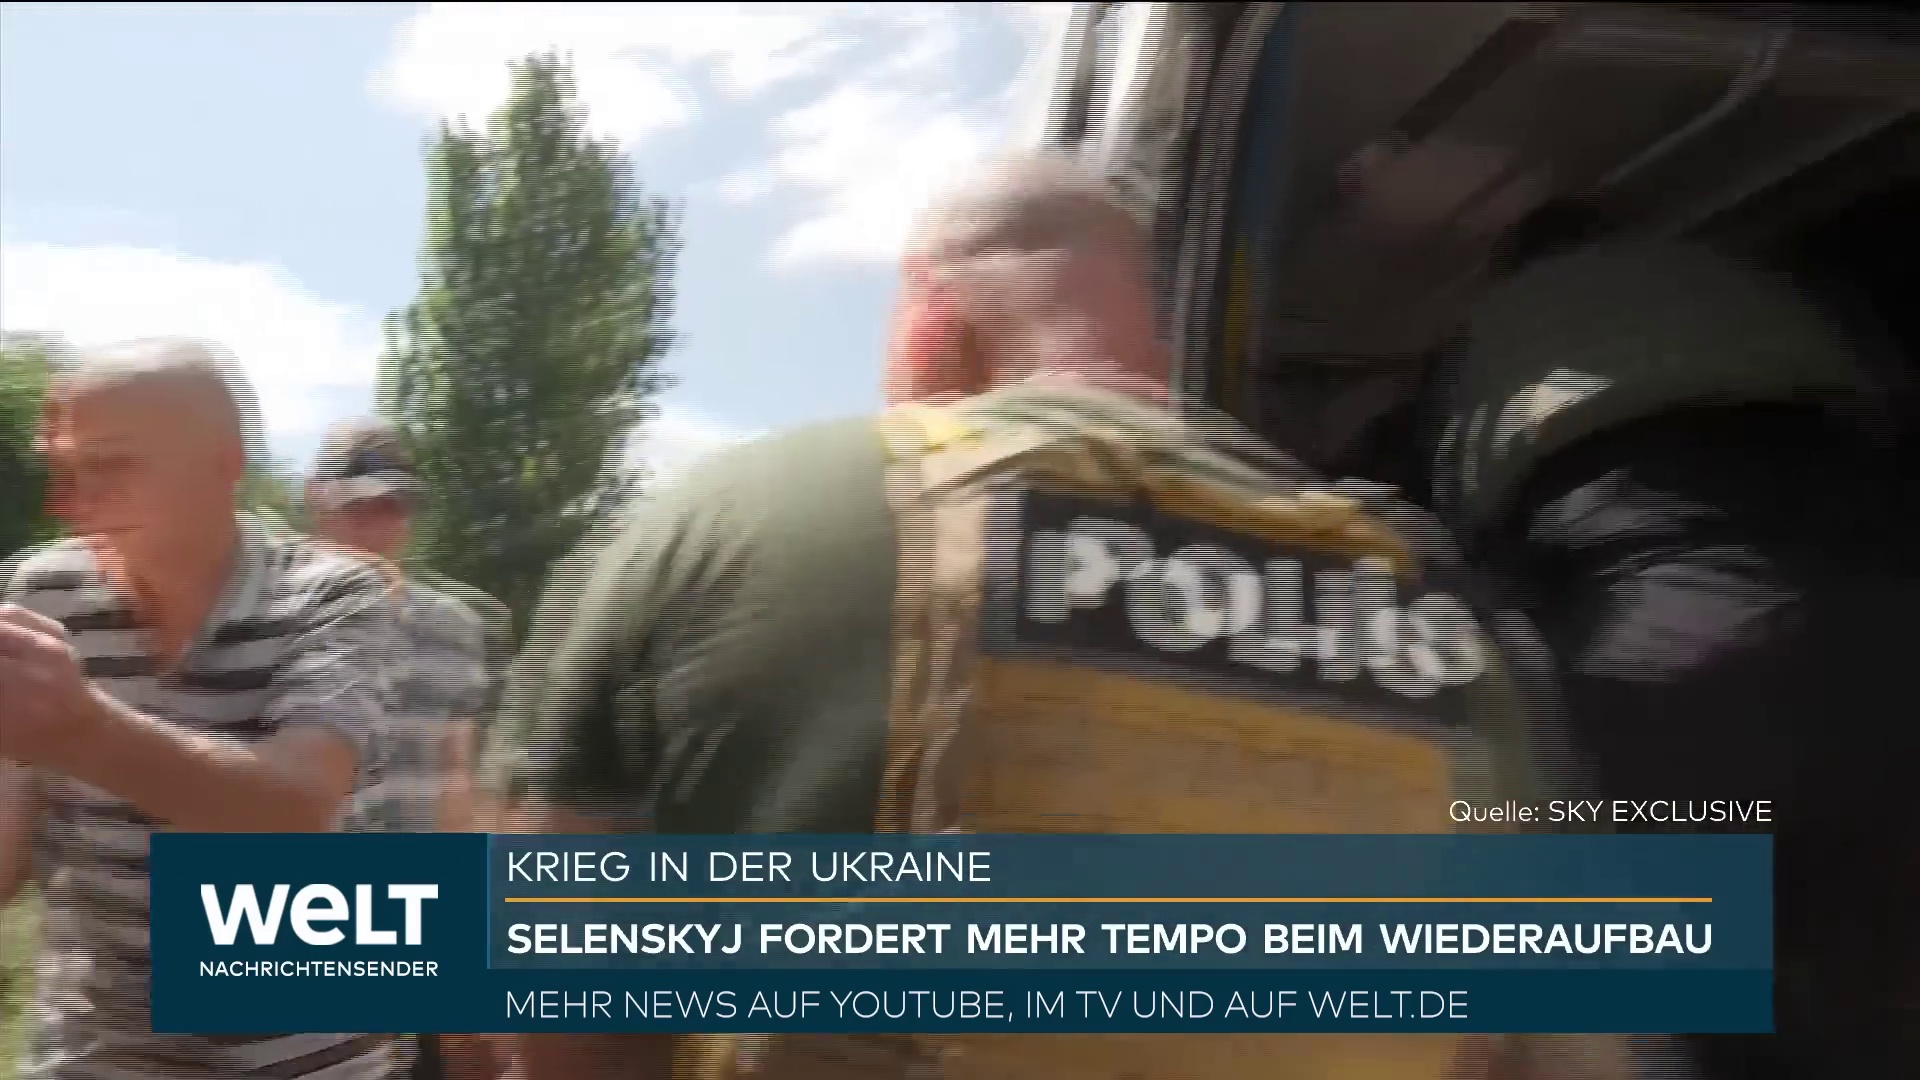 POLIS
Quelle: SKY EXCLUSIVE
KRIEG IN DER UKRAINE
SELENSKYJ FORDERT MEHR TEMPO BEIM WIEDERAUFBAU
MEHR NEWS AUF YOUTUBE, IM TV UND AUF WELT.DE
WELT
NACHRICHTENSENDER